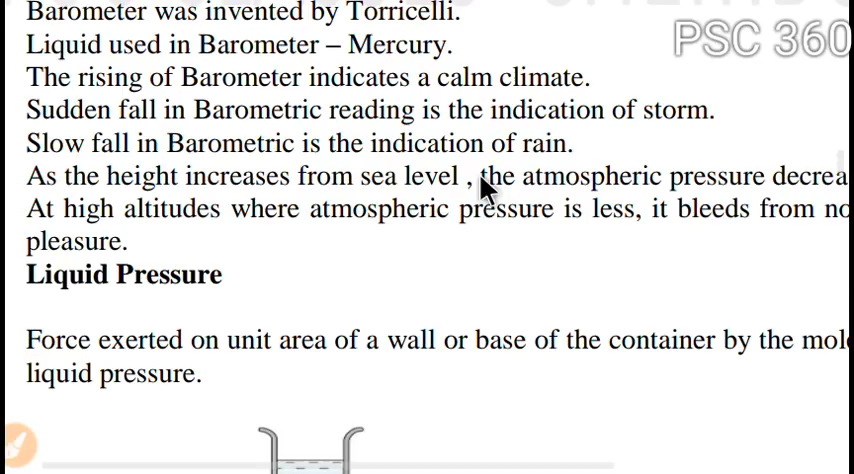 Barometer was invented by Torricelli.
Liquid used in Barometer – Mercury.
PSC 360
The rising of Barometer indicates a calm climate.
Sudden fall in Barometric reading is the indication of storm.
Slow fall in Barometric is the indication of rain.
As the height increases from sea level , the atmospheric pressure decrea
At high altitudes where atmospheric pressure is less, it bleeds from no
pleasure.
Liquid Pressure
Force exerted on unit area of a wall or base of the container by the mol
liquid pressure.